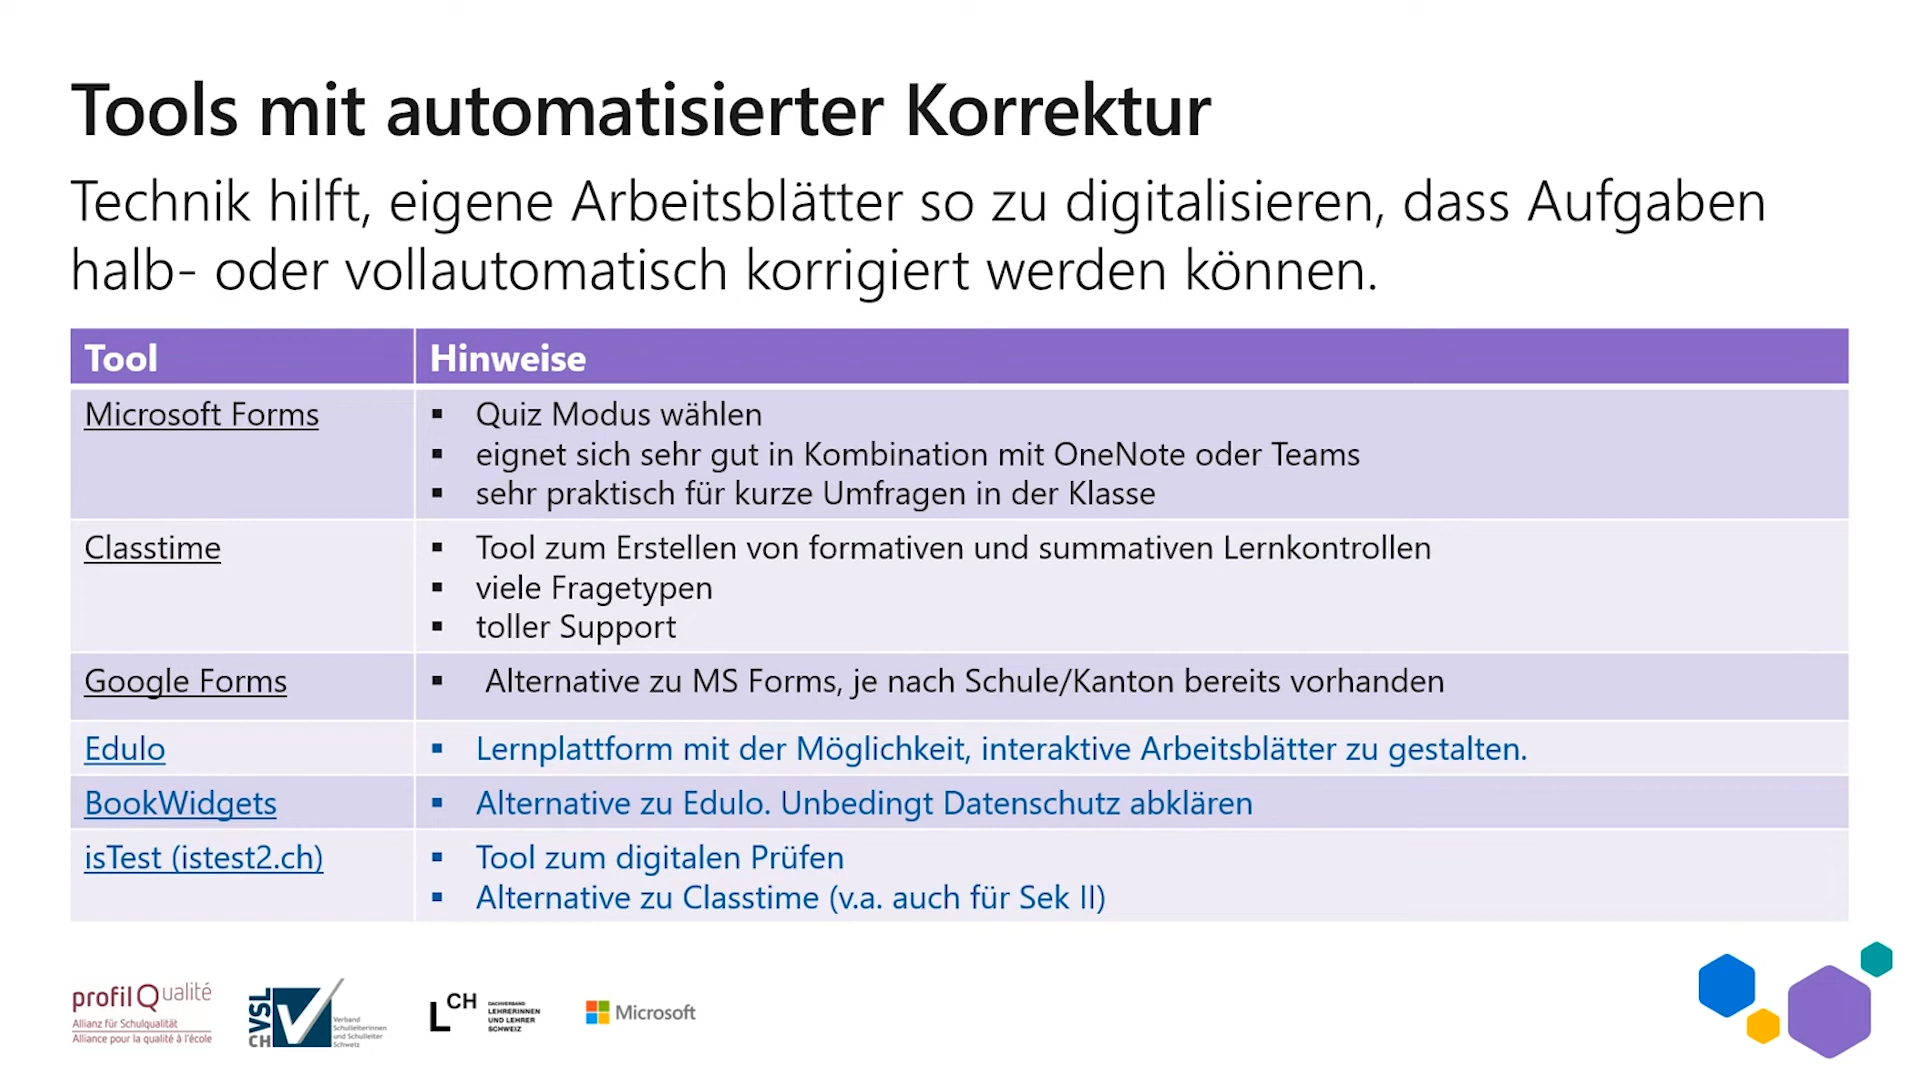 Tools mit automatisierter Korrektur
Technik hilft, eigene Arbeitsblätter so zu digitalisieren, dass Aufgaben
halb- oder vollautomatisch korrigiert werden können.
Tool
Hinweise
Microsoft Forms
▪ Quiz Modus wählen
▪ eignet sich sehr gut in Kombination mit OneNote oder Teams
▪ sehr praktisch für kurze Umfragen in der Klasse
Classtime
▪ Tool zum Erstellen von formativen und summativen Lernkontrollen
▪ viele Fragetypen
▪ toller Support
Google Forms
▪ Alternative zu MS Forms, je nach Schule/Kanton bereits vorhanden
Edulo
▪ Lernplattform mit der Möglichkeit, interaktive Arbeitsblätter zu gestalten.
BookWidgets
▪ Alternative zu Edulo. Unbedingt Datenschutz abklären
isTest (istest2.ch)
▪ Tool zum digitalen Prüfen
▪ Alternative zu Classtime (v.a. auch für Sek II)
profilQualité
Allianz für Schulqualität
Alliance pour la qualité à l'école
VSL
CH
Verband
Schulleiterinnen
und Schulleiter
Schweiz
LCH
DACHVERBAND
LEHRERINNEN
UND LEHRER
SCHWEIZ
Microsoft